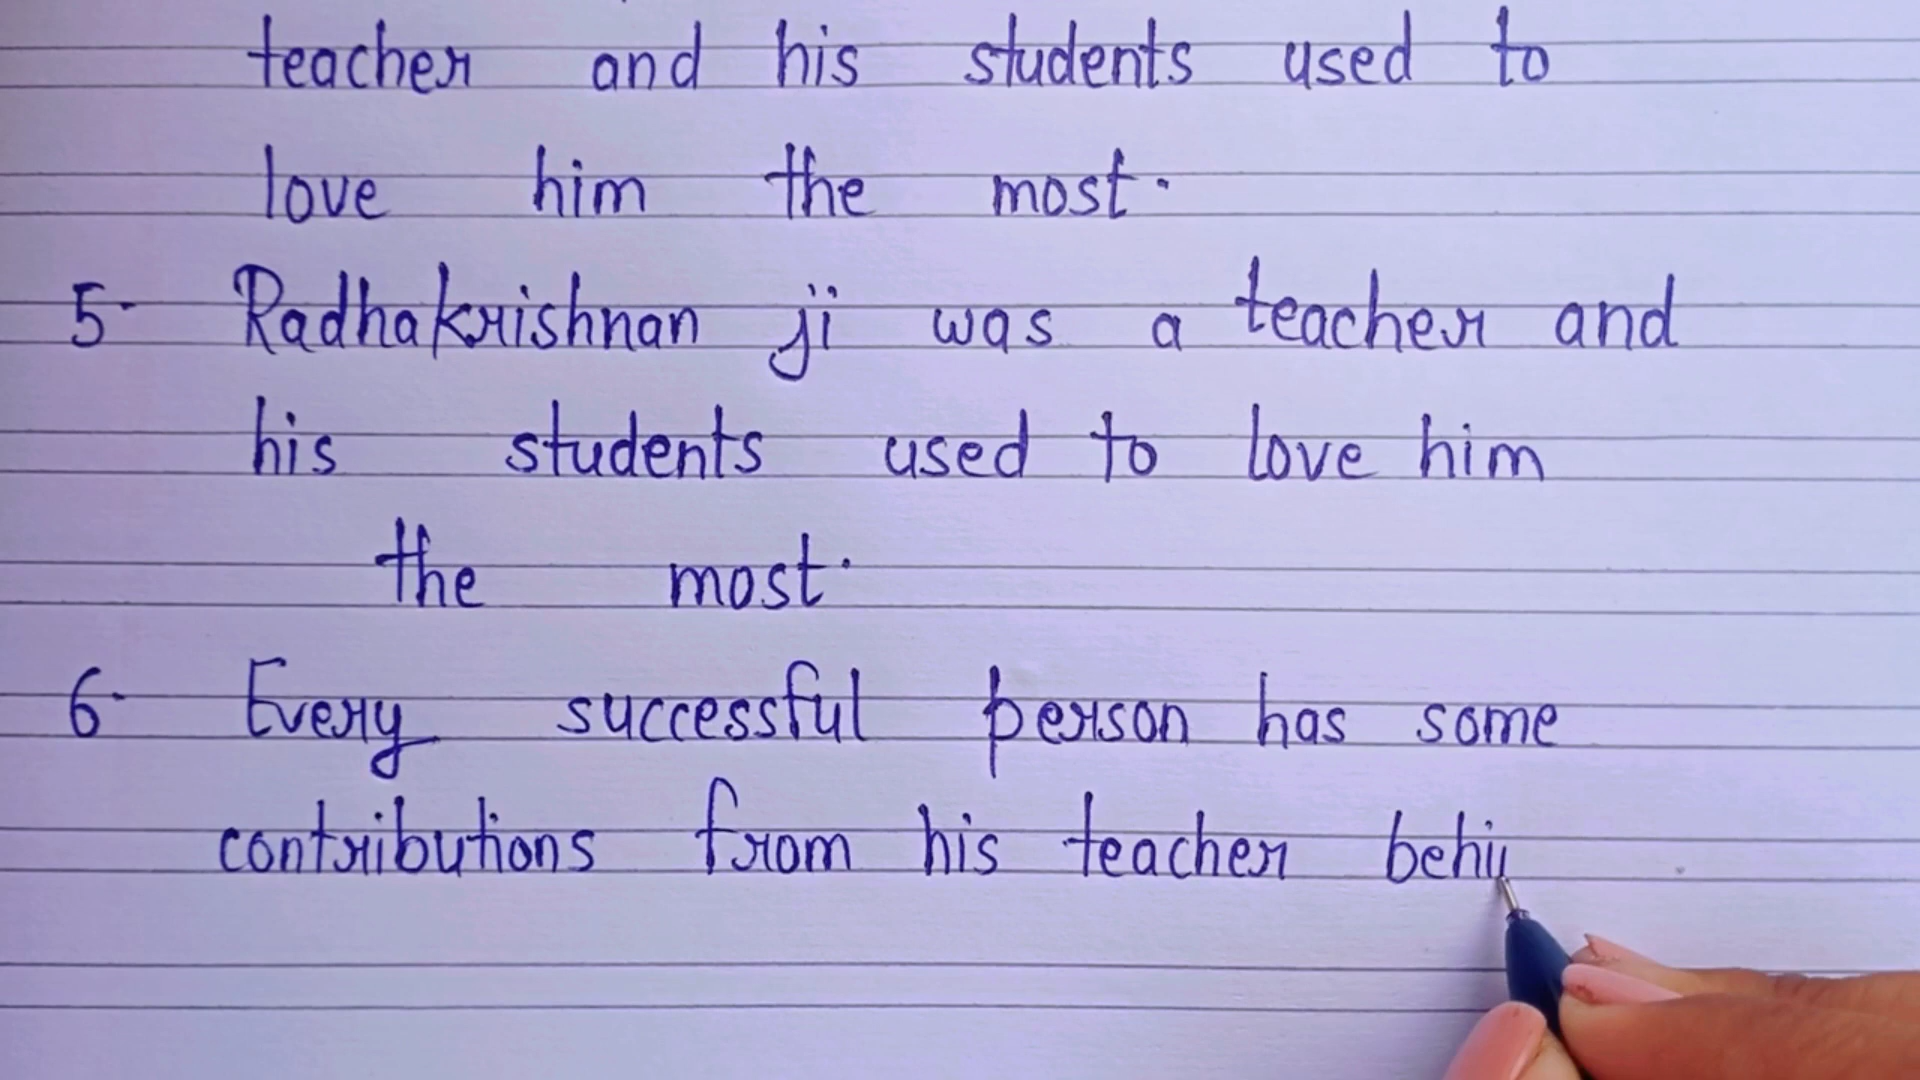 teacher and his students used to
love him the most.
5- Radhakrishnan ji was a teacher and
his students used to love him
the most.
6- Every successful person has some
contributions from his teacher behi